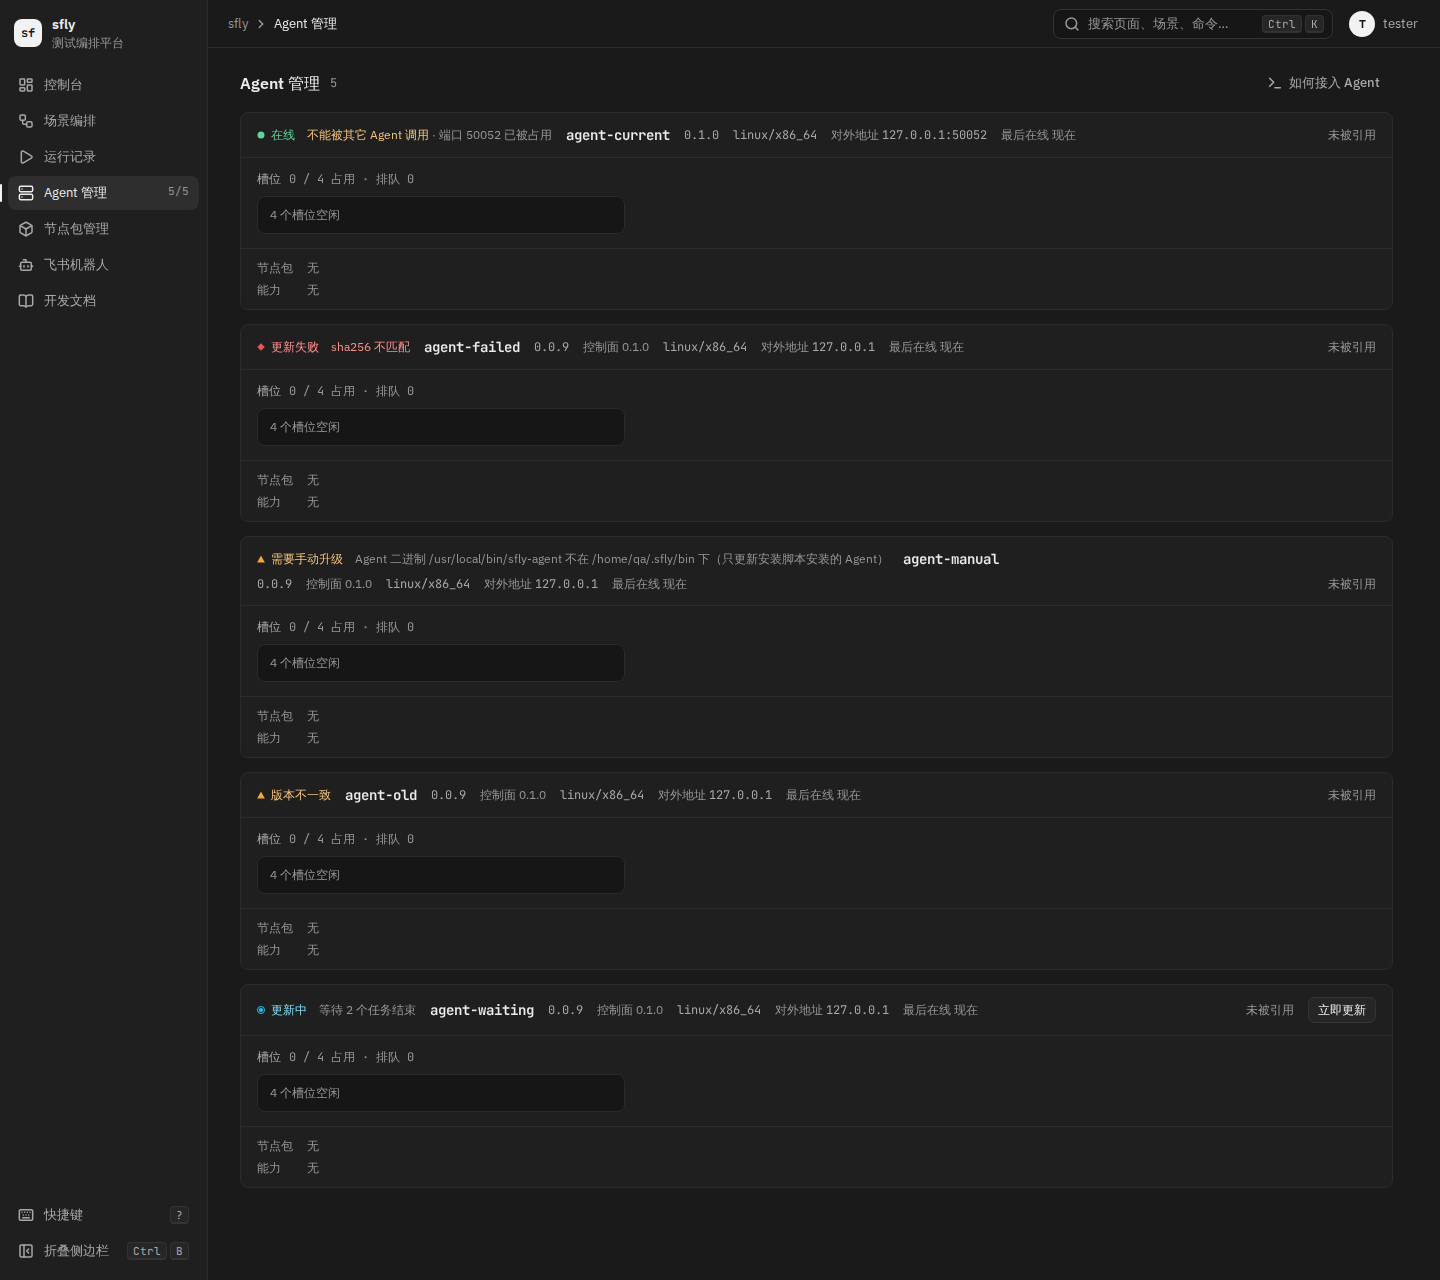 sf
sfly
测试编排平台
控制台
场景编排
运行记录
Agent 管理 5/5
节点包管理
飞书机器人
开发文档
快捷键 ?
折叠侧边栏 Ctrl B
sfly > Agent 管理
搜索页面、场景、命令... Ctrl K
T tester
Agent 管理 5
如何接入 Agent
在线 不能被其它 Agent 调用 · 端口 50052 已被占用 agent-current 0.1.0 linux/x86_64 对外地址 127.0.0.1:50052 最后在线 现在 未被引用
槽位 0 / 4 占用 · 排队 0
4 个槽位空闲
节点包 无
能力 无
更新失败 sha256 不匹配 agent-failed 0.0.9 控制面 0.1.0 linux/x86_64 对外地址 127.0.0.1 最后在线 现在 未被引用
槽位 0 / 4 占用 · 排队 0
4 个槽位空闲
节点包 无
能力 无
需要手动升级 Agent 二进制 /usr/local/bin/sfly-agent 不在 /home/qa/.sfly/bin 下（只更新安装脚本安装的 Agent） agent-manual
0.0.9 控制面 0.1.0 linux/x86_64 对外地址 127.0.0.1 最后在线 现在 未被引用
槽位 0 / 4 占用 · 排队 0
4 个槽位空闲
节点包 无
能力 无
版本不一致 agent-old 0.0.9 控制面 0.1.0 linux/x86_64 对外地址 127.0.0.1 最后在线 现在 未被引用
槽位 0 / 4 占用 · 排队 0
4 个槽位空闲
节点包 无
能力 无
更新中 等待 2 个任务结束 agent-waiting 0.0.9 控制面 0.1.0 linux/x86_64 对外地址 127.0.0.1 最后在线 现在 未被引用 立即更新
槽位 0 / 4 占用 · 排队 0
4 个槽位空闲
节点包 无
能力 无